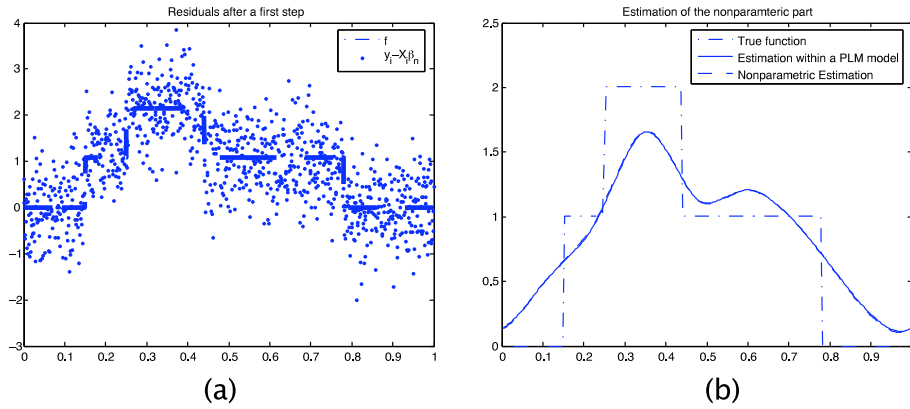 Residuals after a first step
f
y_i−X_iβ_n
4
3
2
1
0
−1
−2
−3
0 0.1 0.2 0.3 0.4 0.5 0.6 0.7 0.8 0.9 1
(a)
Estimation of the nonparamteric part
True function
Estimation within a PLM model
Nonparametric Estimation
2.5
2
1.5
1
0.5
0
0 0.1 0.2 0.3 0.4 0.5 0.6 0.7 0.8 0.9
(b)